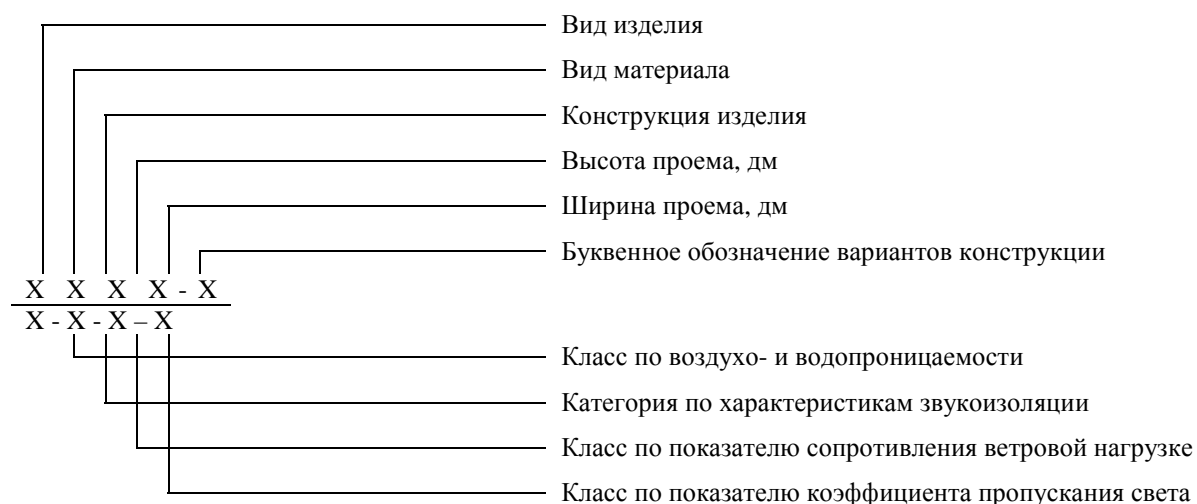 Вид изделия
Вид материала
Конструкция изделия
Высота проема, дм
Ширина проема, дм
Буквенное обозначение вариантов конструкции
Х Х Х Х - Х
Х - Х - Х – Х
Класс по воздухо- и водопроницаемости
Категория по характеристикам звукоизоляции
Класс по показателю сопротивления ветровой нагрузке
Класс по показателю коэффициента пропускания света